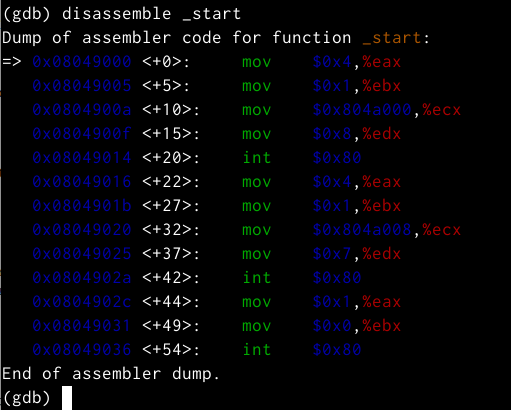 (gdb) disassemble _start
Dump of assembler code for function _start:
=> 0x08049000 <+0>: mov $0x4,%eax
0x08049005 <+5>: mov $0x1,%ebx
0x0804900a <+10>: mov $0x804a000,%ecx
0x0804900f <+15>: mov $0x8,%edx
0x08049014 <+20>: int $0x80
0x08049016 <+22>: mov $0x4,%eax
0x0804901b <+27>: mov $0x1,%ebx
0x08049020 <+32>: mov $0x804a008,%ecx
0x08049025 <+37>: mov $0x7,%edx
0x0804902a <+42>: int $0x80
0x0804902c <+44>: mov $0x1,%eax
0x08049031 <+49>: mov $0x0,%ebx
0x08049036 <+54>: int $0x80
End of assembler dump.
(gdb)